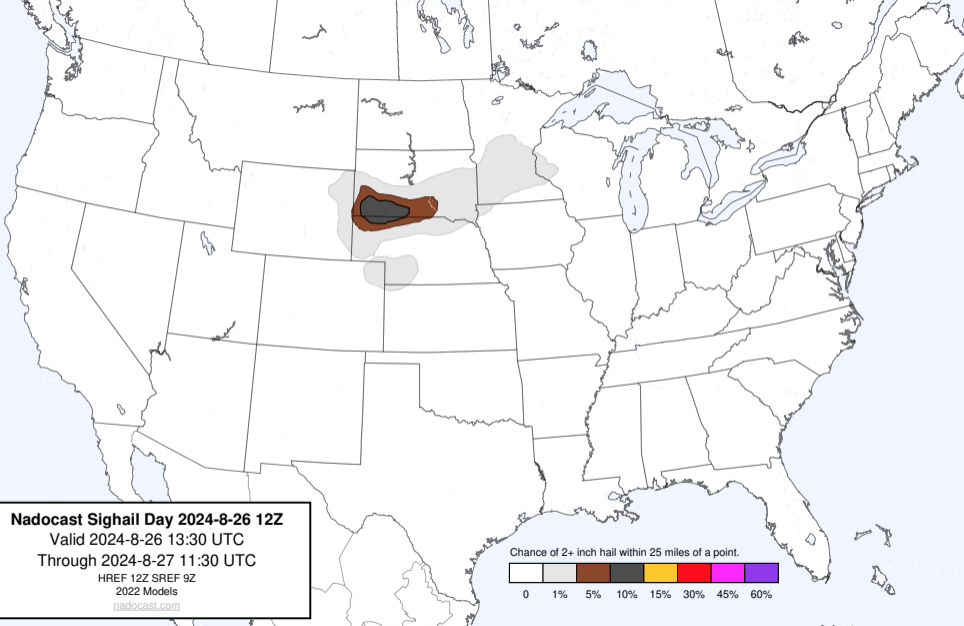 Nadocast Sighail Day 2024-8-26 12Z
Valid 2024-8-26 13:30 UTC
Through 2024-8-27 11:30 UTC
HREF 12Z SREF 9Z
2022 Models
nadocast.com
Chance of 2+ inch hail within 25 miles of a point.
0 1% 5% 10% 15% 30% 45% 60%